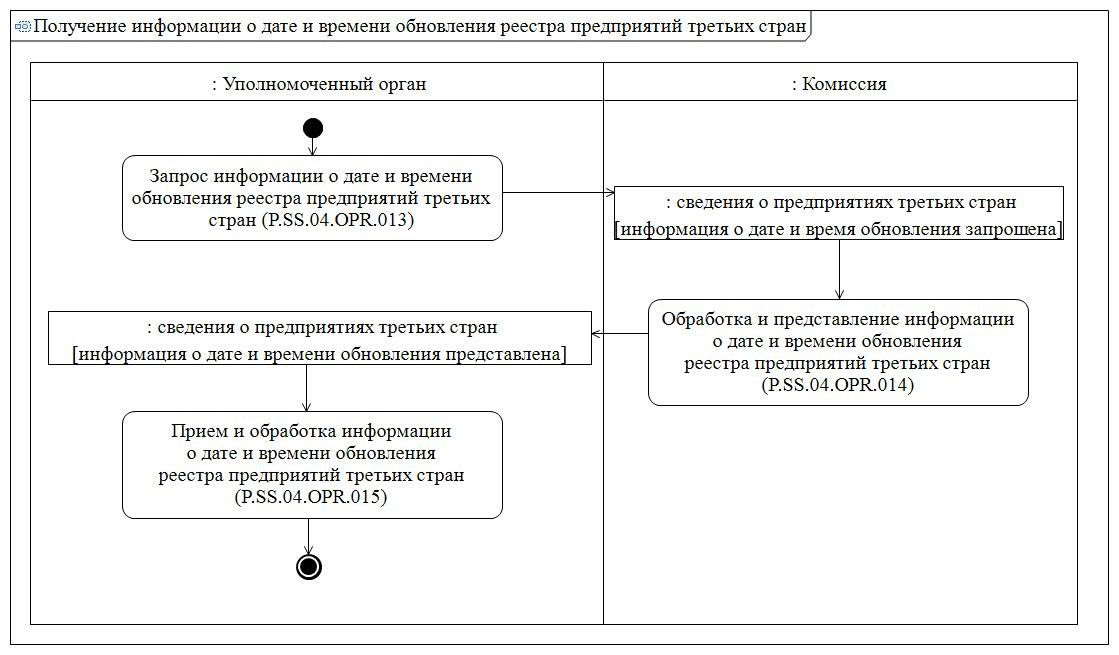 Получение информации о дате и времени обновления реестра предприятий третьих стран
: Уполномоченный орган
: Комиссия
Запрос информации о дате и времени
обновления реестра предприятий третьих
стран (P.SS.04.OPR.013)
: сведения о предприятиях третьих стран
[информация о дате и время обновления запрошена]
Обработка и представление информации
о дате и времени обновления
реестра предприятий третьих стран
(P.SS.04.OPR.014)
: сведения о предприятиях третьих стран
[информация о дате и времени обновления представлена]
Прием и обработка информации
о дате и времени обновления
реестра предприятий третьих стран
(P.SS.04.OPR.015)